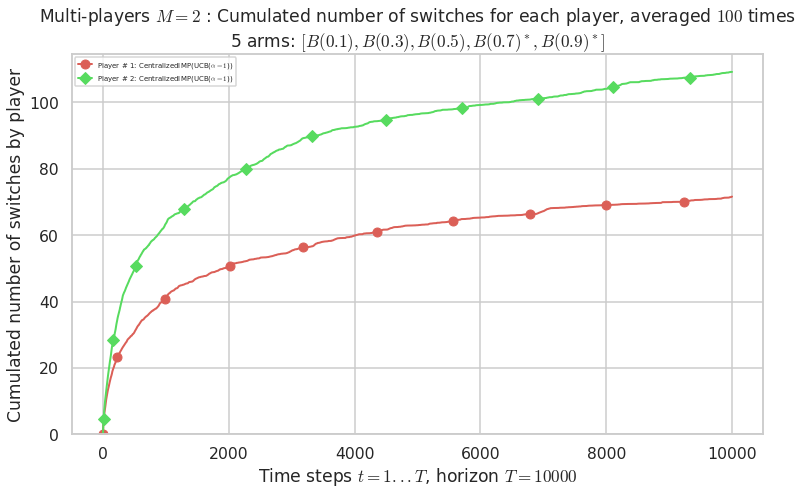 Multi-players M = 2 : Cumulated number of switches for each player, averaged 100 times
5 arms: [B(0.1), B(0.3), B(0.5), B(0.7)*, B(0.9)*]
Player # 1: CentralizedIMP(UCB(α=1))
Player # 2: CentralizedIMP(UCB(α=1))
Cumulated number of switches by player
100
80
60
40
20
0
0 2000 4000 6000 8000 10000
Time steps t = 1...T, horizon T = 10000